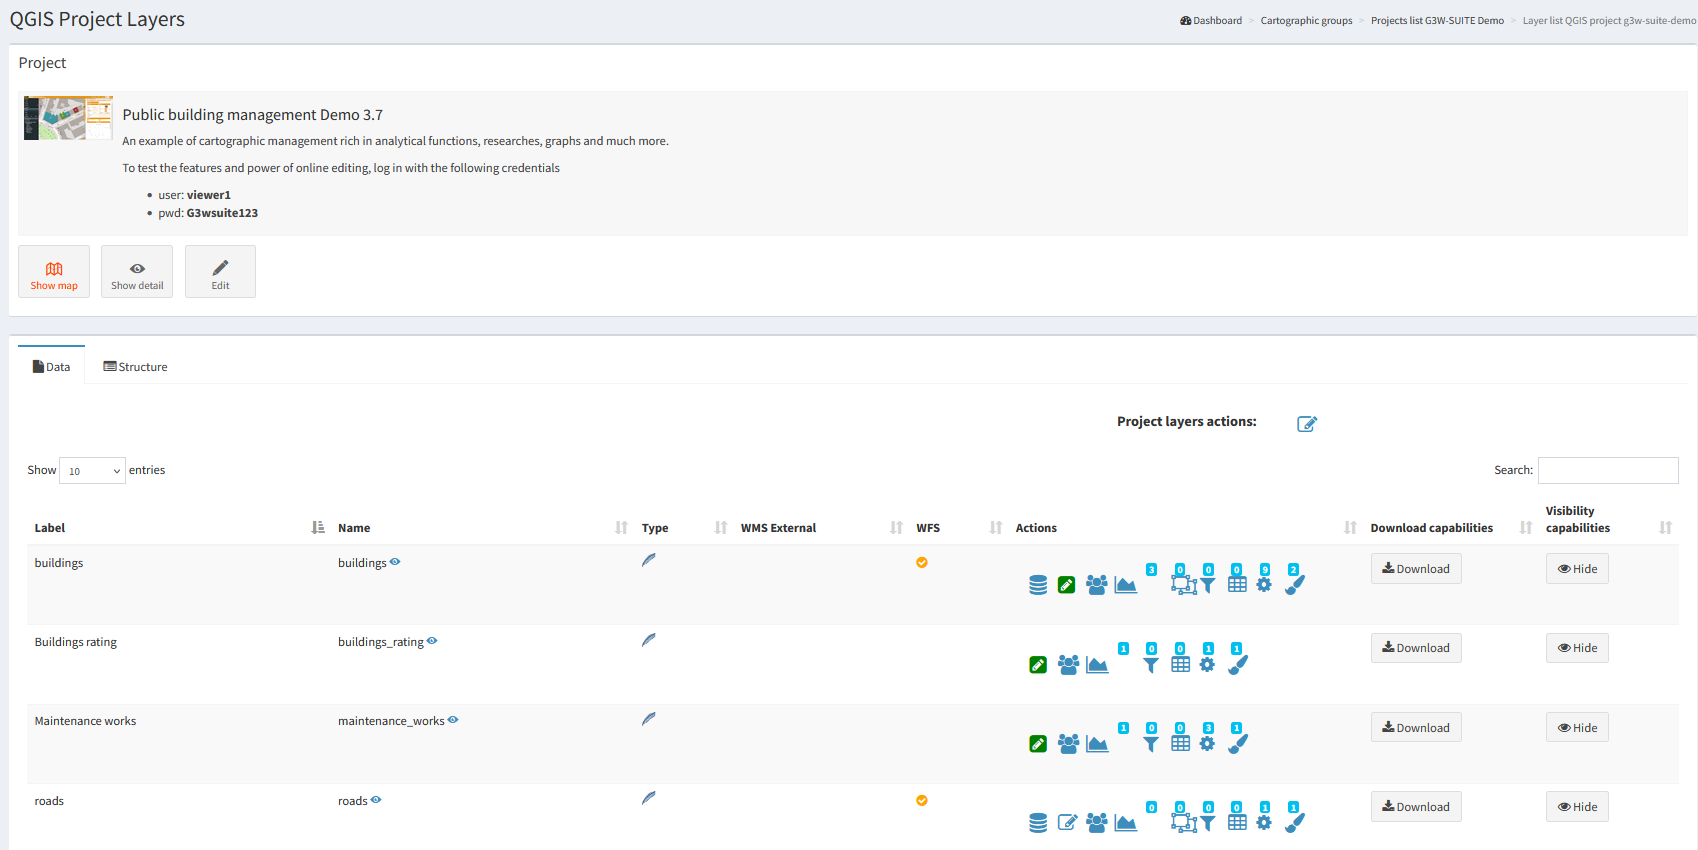 QGIS Project Layers
Dashboard > Cartographic groups > Projects list G3W-SUITE Demo > Layer list QGIS project g3w-suite-demo
Project
Public building management Demo 3.7
An example of cartographic management rich in analytical functions, researches, graphs and much more.
To test the features and power of online editing, log in with the following credentials
• user: viewer1
• pwd: G3wsuite123
Show map Show detail Edit
Data Structure
Project layers actions:
Show 10 entries Search:
Label Name Type WMS External WFS Actions Download capabilities Visibility capabilities
buildings buildings 3 0 0 0 9 2 Download Hide
Buildings rating buildings_rating 1 0 0 1 1 Download Hide
Maintenance works maintenance_works 1 0 0 3 1 Download Hide
roads roads 0 0 0 0 1 1 Download Hide